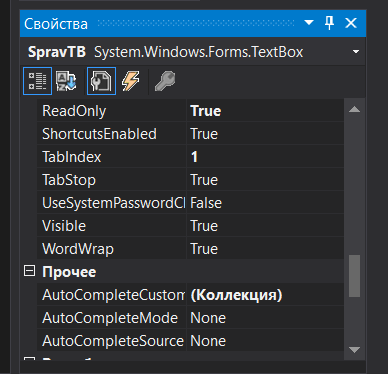 Свойства
SpravTB System.Windows.Forms.TextBox
ReadOnly True
ShortcutsEnabled True
TabIndex 1
TabStop True
UseSystemPasswordCl False
Visible True
WordWrap True
Прочее
AutoCompleteCustom (Коллекция)
AutoCompleteMode None
AutoCompleteSource None